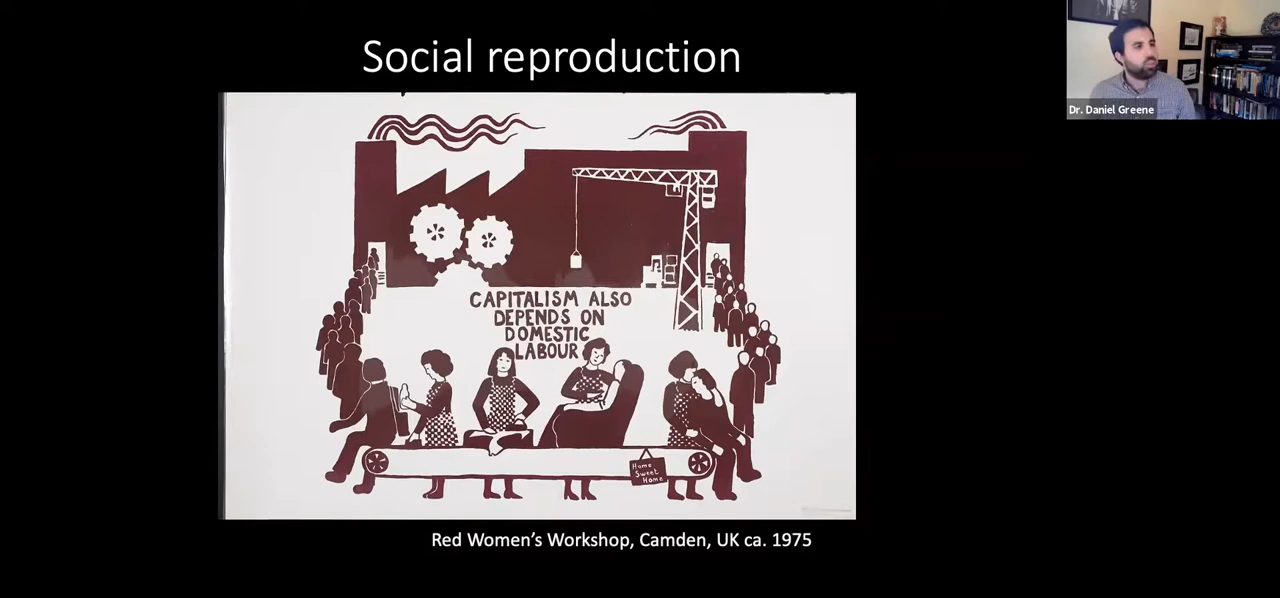 Social reproduction
Dr. Daniel Greene
CAPITALISM ALSO
DEPENDS ON
DOMESTIC
LABOUR
Home
Sweet
Home
Red Women's Workshop, Camden, UK ca. 1975